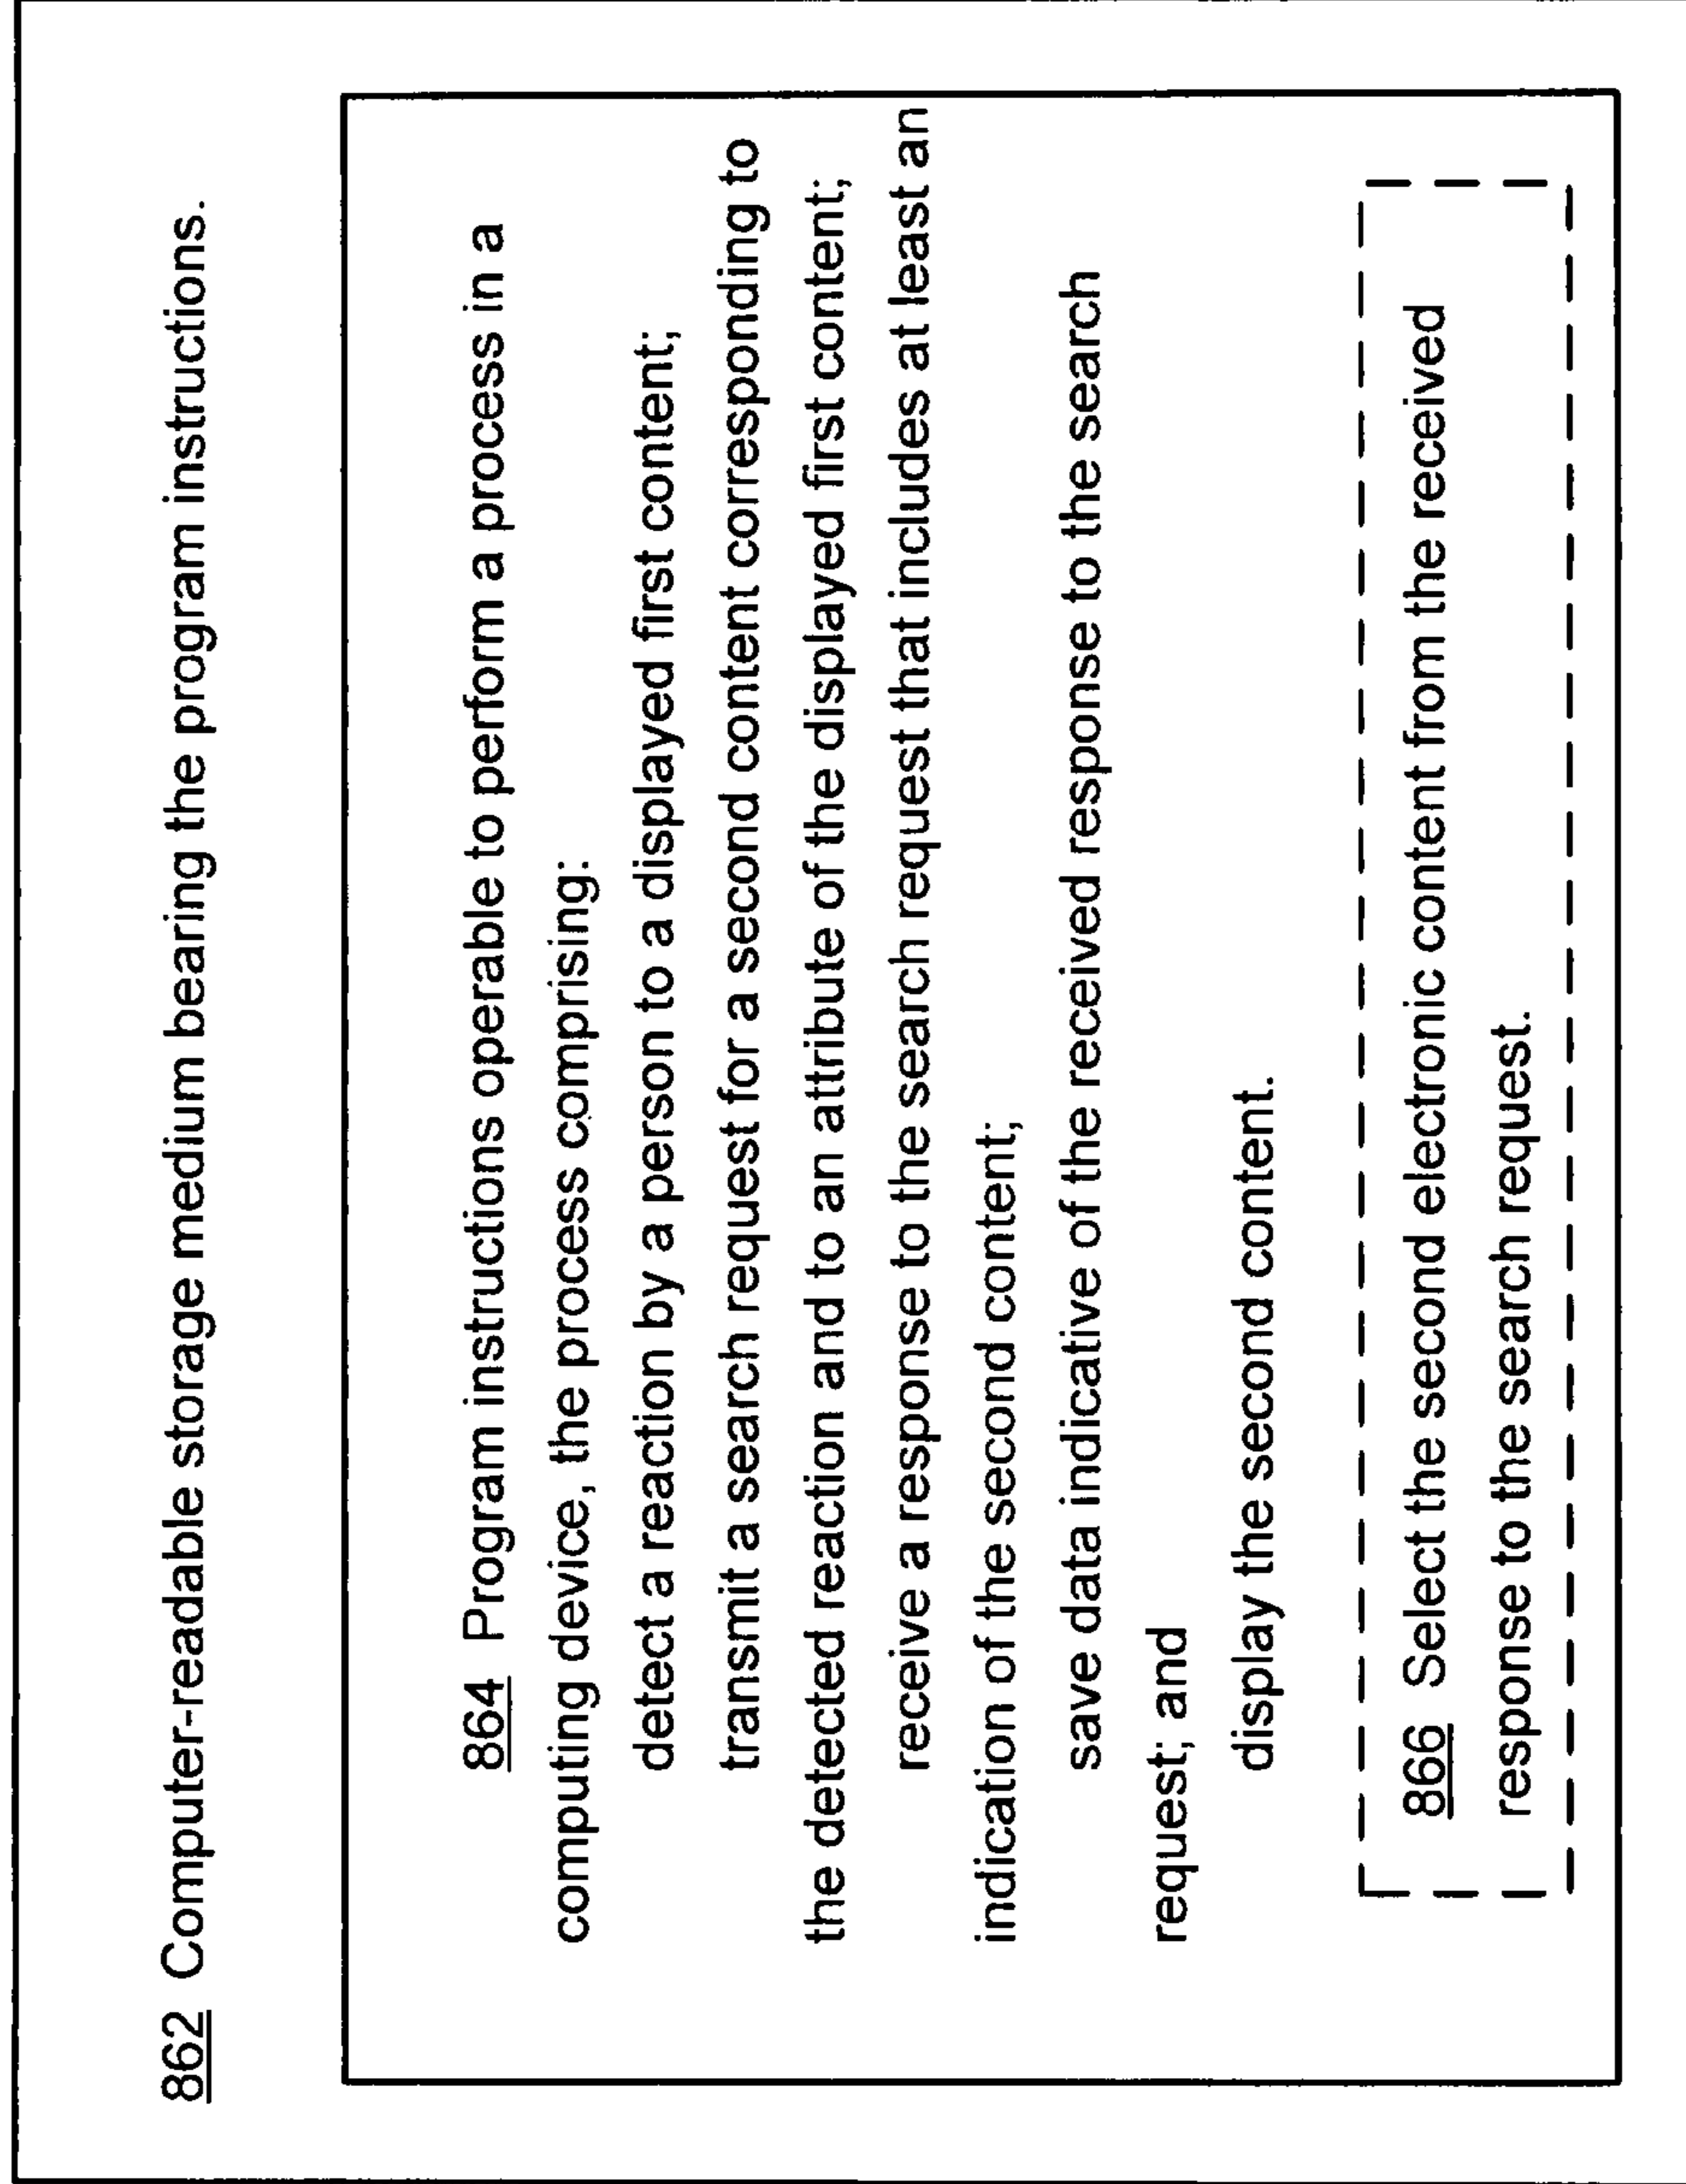 862 Computer-readable storage medium bearing the program instructions.
864 Program instructions operable to perform a process in a
computing device, the process comprising:
detect a reaction by a person to a displayed first content;
transmit a search request for a second content corresponding to
the detected reaction and to an attribute of the displayed first content;
receive a response to the search request that includes at least an
indication of the second content;
save data indicative of the received response to the search
request; and
display the second content.
866 Select the second electronic content from the received
response to the search request.